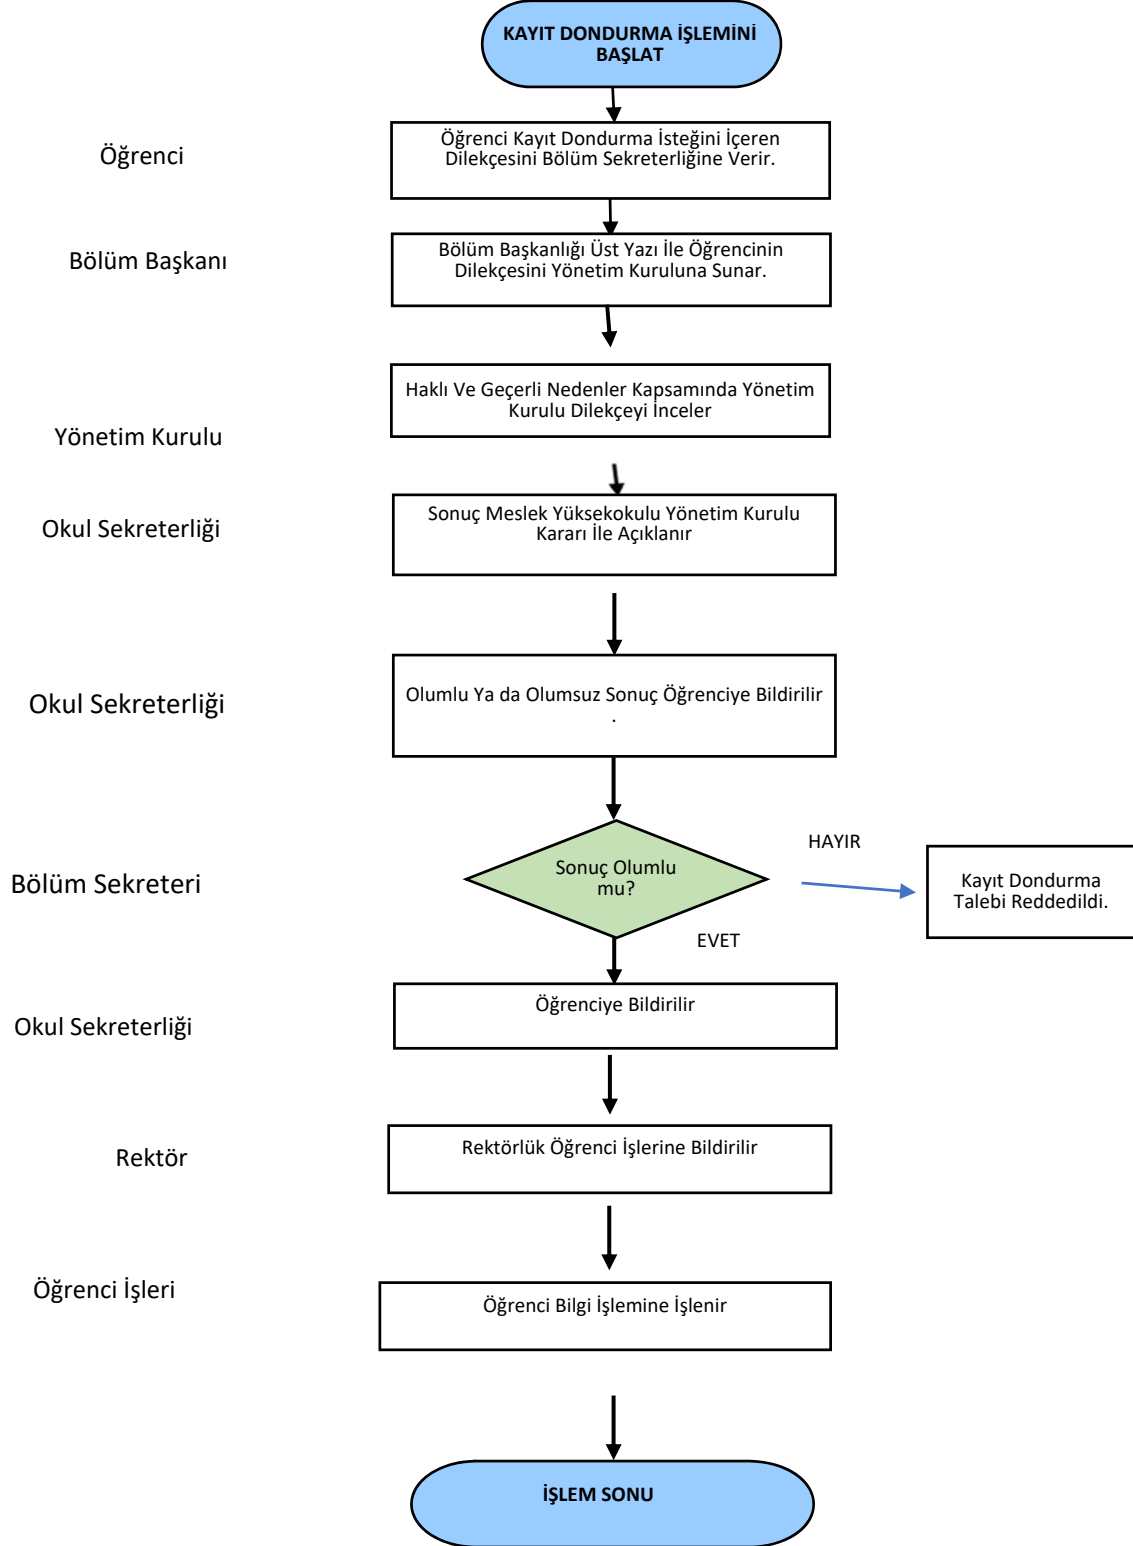 KAYIT DONDURMA İŞLEMİNİ
BAŞLAT
Öğrenci
Öğrenci Kayıt Dondurma İsteğini İçeren
Dilekçesini Bölüm Sekreterliğine Verir.
Bölüm Başkanı
Bölüm Başkanlığı Üst Yazı İle Öğrencinin
Dilekçesini Yönetim Kuruluna Sunar.
Haklı Ve Geçerli Nedenler Kapsamında Yönetim
Kurulu Dilekçeyi İnceler
Yönetim Kurulu
Okul Sekreterliği
Sonuç Meslek Yüksekokulu Yönetim Kurulu
Kararı İle Açıklanır
Okul Sekreterliği
Olumlu Ya da Olumsuz Sonuç Öğrenciye Bildirilir
.
Bölüm Sekreteri
Sonuç Olumlu
mu?
HAYIR
Kayıt Dondurma
Talebi Reddedildi.
EVET
Okul Sekreterliği
Öğrenciye Bildirilir
Rektör
Rektörlük Öğrenci İşlerine Bildirilir
Öğrenci İşleri
Öğrenci Bilgi İşlemine İşlenir
İŞLEM SONU